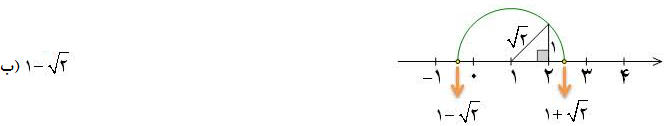 ب) ۱-√۲
√۲
۱
-۱ ۰ ۱ ۲ ۳ ۴
۱-√۲ ۱+√۲